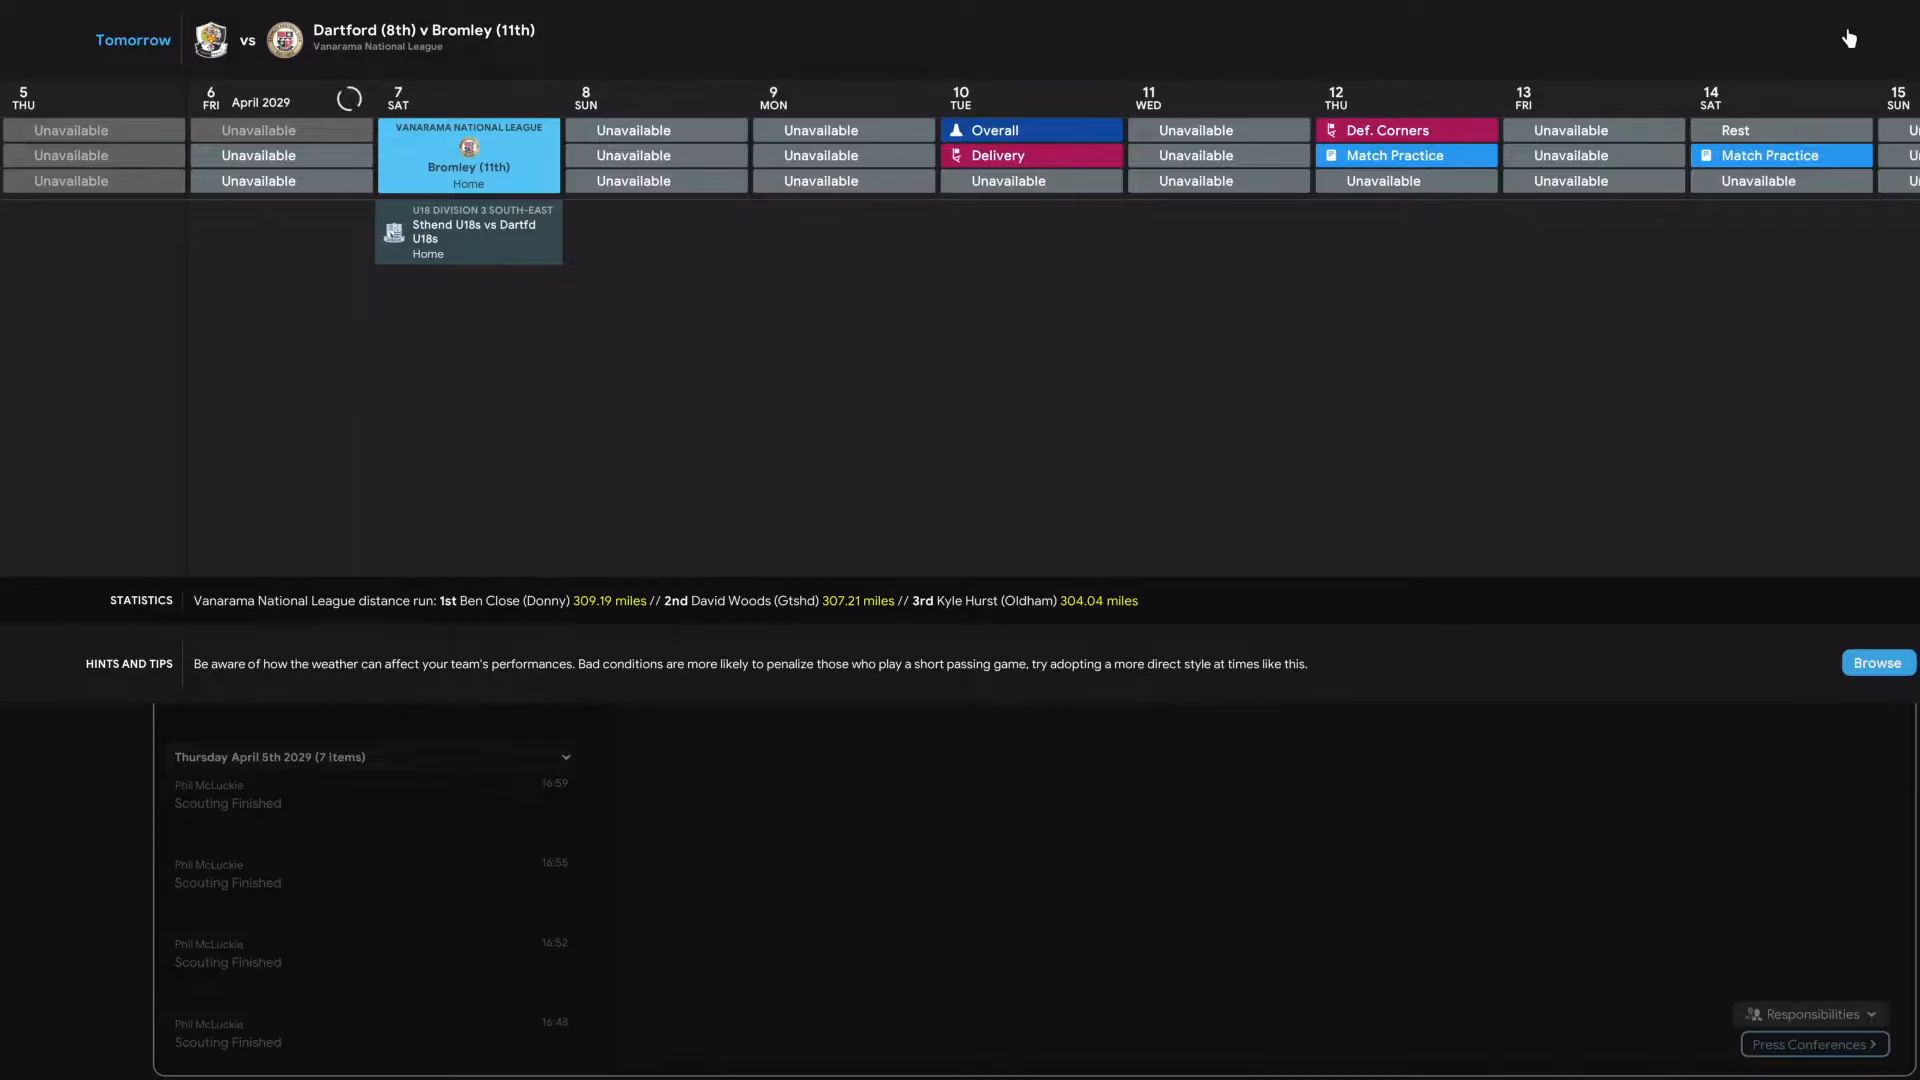 Tomorrow
vs
Dartford (8th) v Bromley (11th)
Vanarama National League
5
THU
6
FRI
April 2029
7
SAT
8
SUN
9
MON
10
TUE
11
WED
12
THU
13
FRI
14
SAT
15
SUN
Unavailable
Unavailable
VANARAMA NATIONAL LEAGUE
Unavailable
Unavailable
Overall
Unavailable
Def. Corners
Unavailable
Rest
Unavailable
Unavailable
Bromley (11th)
Unavailable
Unavailable
Delivery
Unavailable
Match Practice
Unavailable
Match Practice
Unavailable
Unavailable
Home
Unavailable
Unavailable
Unavailable
Unavailable
Unavailable
Unavailable
Unavailable
U18 DIVISION 3 SOUTH-EAST
Sthend U18s vs Dartfd
U18s
Home
STATISTICS
Vanarama National League distance run: 1st Ben Close (Donny) 309.19 miles // 2nd David Woods (Gtshd) 307.21 miles // 3rd Kyle Hurst (Oldham) 304.04 miles
HINTS AND TIPS
Be aware of how the weather can affect your team's performances. Bad conditions are more likely to penalize those who play a short passing game, try adopting a more direct style at times like this.
Browse
Thursday April 5th 2029 (7 items)
Phil McLuckie
16:59
Scouting Finished
Phil McLuckie
16:55
Scouting Finished
Phil McLuckie
16:52
Scouting Finished
Phil McLuckie
16:48
Scouting Finished
Responsibilities
Press Conferences >